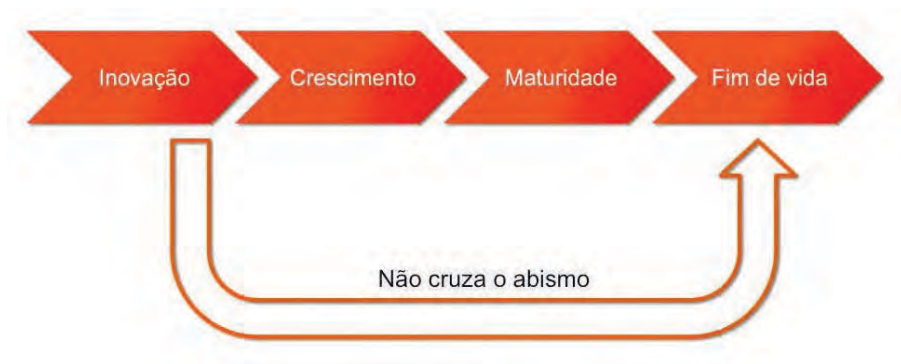 Inovação
Crescimento
Maturidade
Fim de vida
Não cruza o abismo